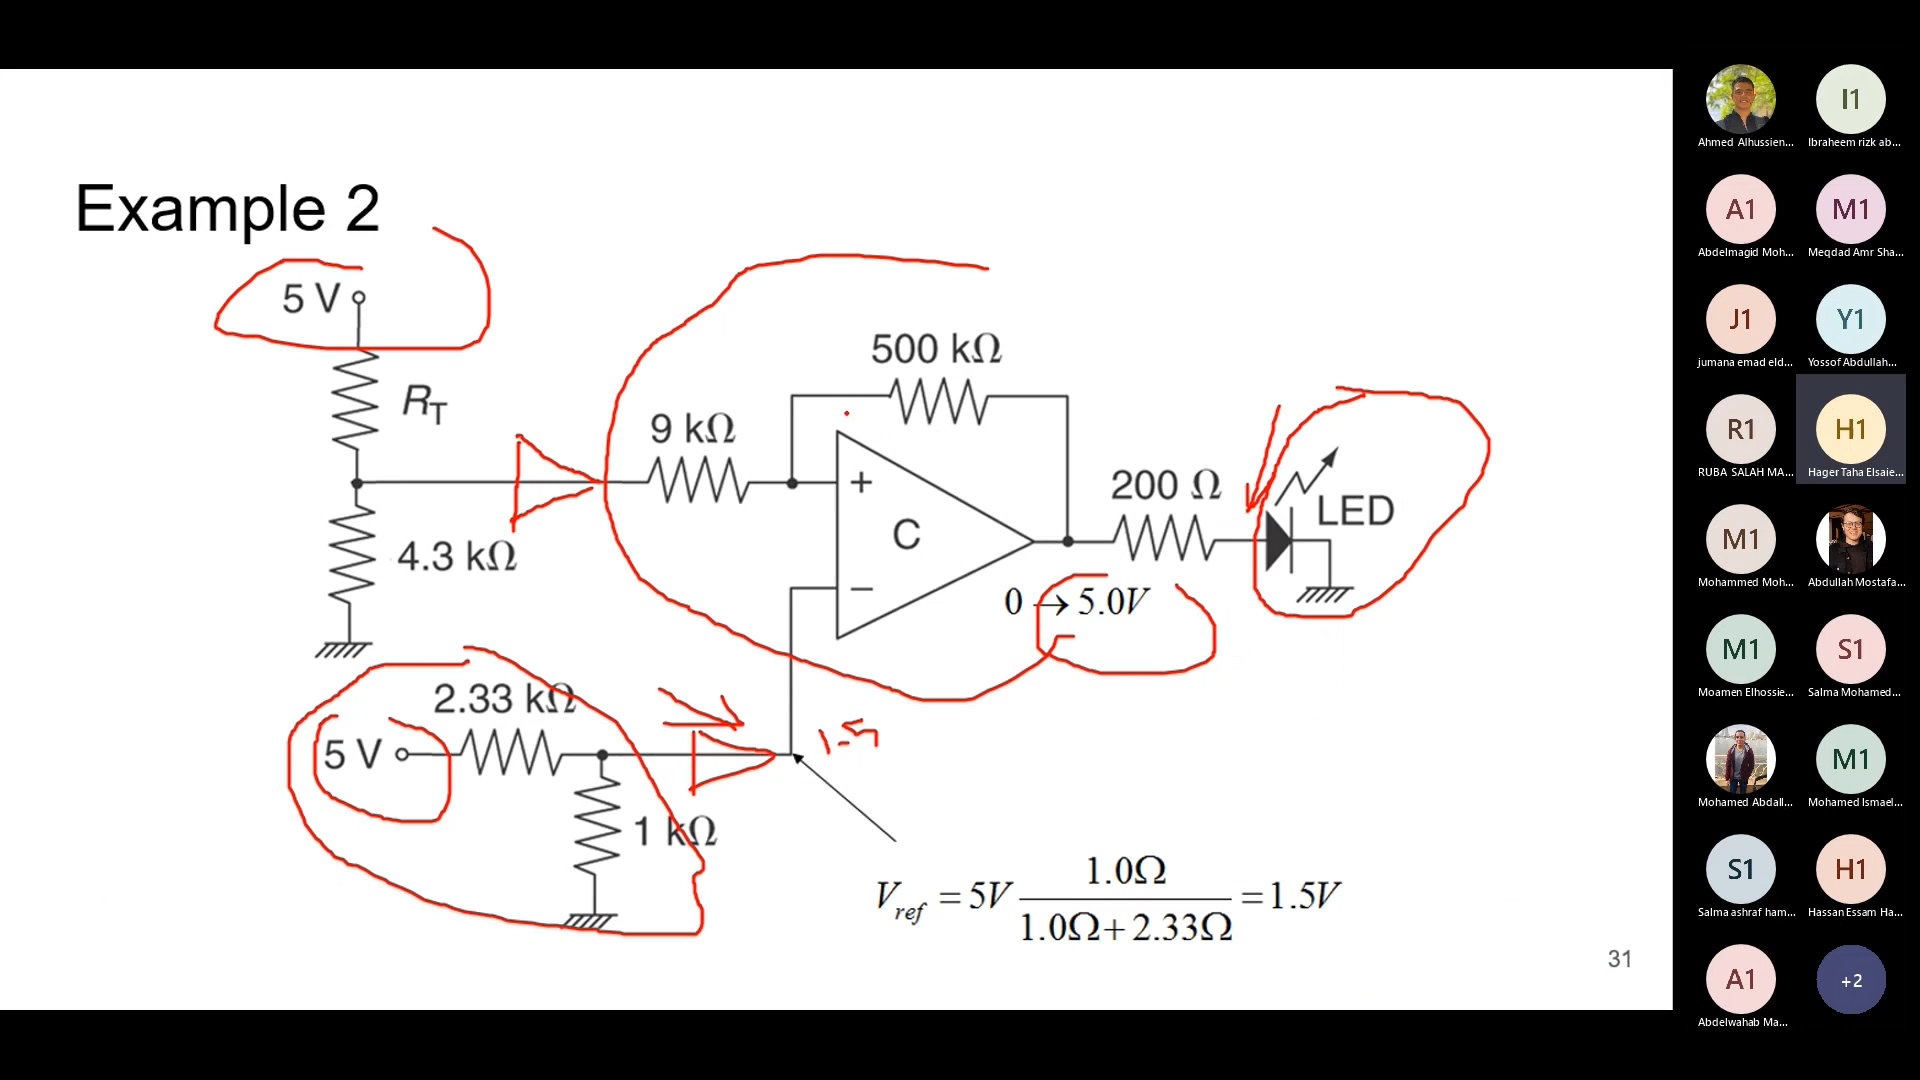 Example 2
5 V
R_T
4.3 kΩ
9 kΩ
500 kΩ
+
C
−
200 Ω
LED
0 → 5.0V
2.33 kΩ
5 V
1 kΩ
1.5
V_ref = 5V 1.0Ω / (1.0Ω + 2.33Ω) = 1.5V
31
Ahmed Alhussien...
I1
Ibraheem rizk ab...
A1
Abdelmagid Moh...
M1
Meqdad Amr Sha...
J1
jumana emad eld...
Y1
Yossof Abdullah...
R1
RUBA SALAH MA...
H1
Hager Taha Elsaie...
M1
Mohammed Moh...
Abdullah Mostafa...
M1
Moamen Elhossie...
S1
Salma Mohamed...
Mohamed Abdall...
M1
Mohamed Ismael...
S1
Salma ashraf ham...
H1
Hassan Essam Ha...
A1
Abdelwahab Ma...
+2